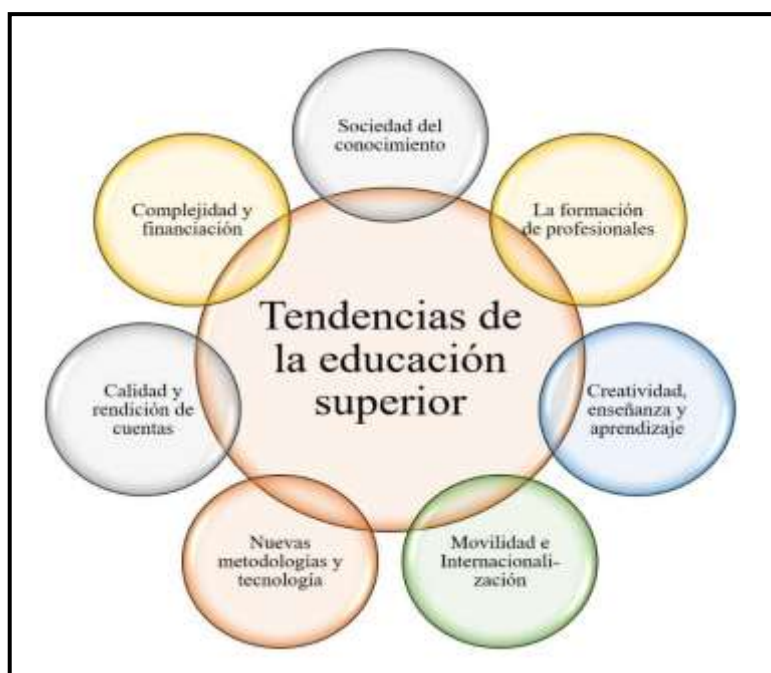 Sociedad del
conocimiento
La formación
de profesionales
Creatividad,
enseñanza y
aprendizaje
Movilidad e
Internacionali-
zación
Nuevas
metodologías y
tecnología
Calidad y
rendición de
cuentas
Complejidad y
financiación
Tendencias de
la educación
superior